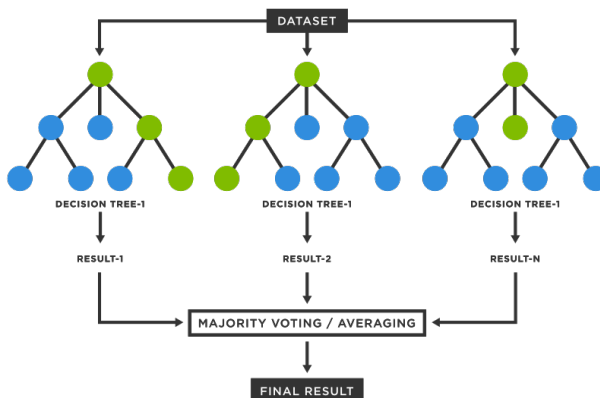 DATASET
DECISION TREE-1
DECISION TREE-1
DECISION TREE-1
RESULT-1
RESULT-2
RESULT-N
MAJORITY VOTING / AVERAGING
FINAL RESULT